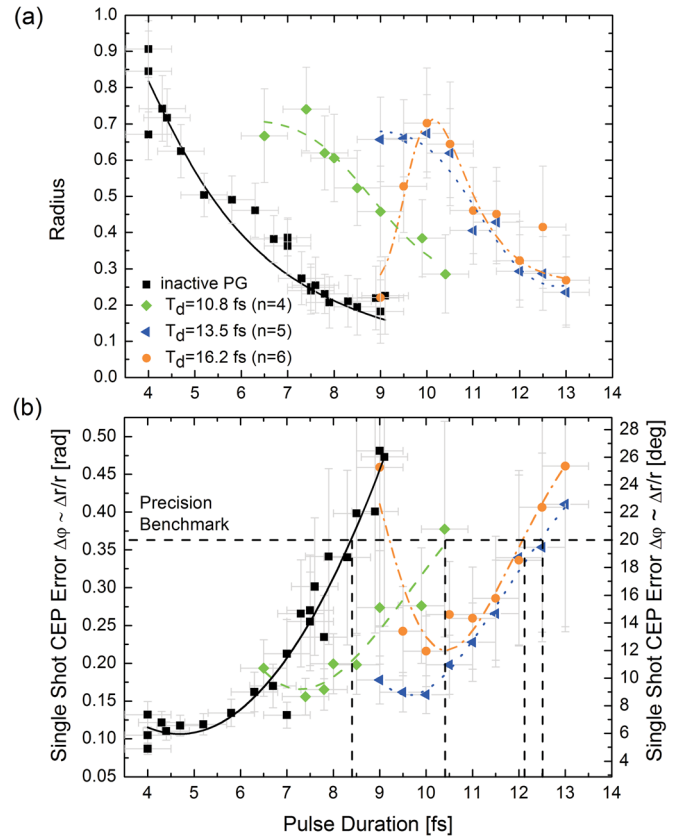 (a)
1.0
0.9
0.8
0.7
0.6
0.5
0.4
0.3
0.2
0.1
0.0
Radius
inactive PG
T_d=10.8 fs (n=4)
T_d=13.5 fs (n=5)
T_d=16.2 fs (n=6)
4 5 6 7 8 9 10 11 12 13 14
(b)
0.50
0.45
0.40
0.35
0.30
0.25
0.20
0.15
0.10
0.05
Single Shot CEP Error Δφ ~ Δr/r [rad]
Precision
Benchmark
26
24
22
20
18
16
14
12
10
8
6
4
Single Shot CEP Error Δφ ~ Δr/r [deg]
4 5 6 7 8 9 10 11 12 13 14
Pulse Duration [fs]